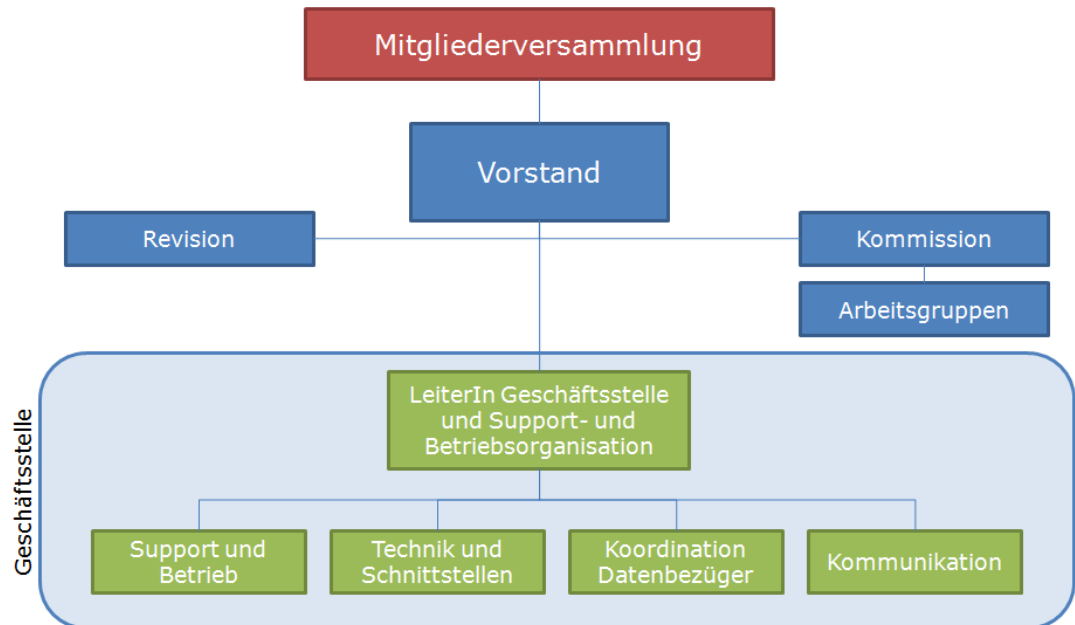 Mitgliederversammlung
Vorstand
Revision
Kommission
Arbeitsgruppen
Geschäftsstelle
LeiterIn Geschäftsstelle
und Support- und
Betriebsorganisation
Support und
Betrieb
Technik und
Schnittstellen
Koordination
Datenbezüger
Kommunikation